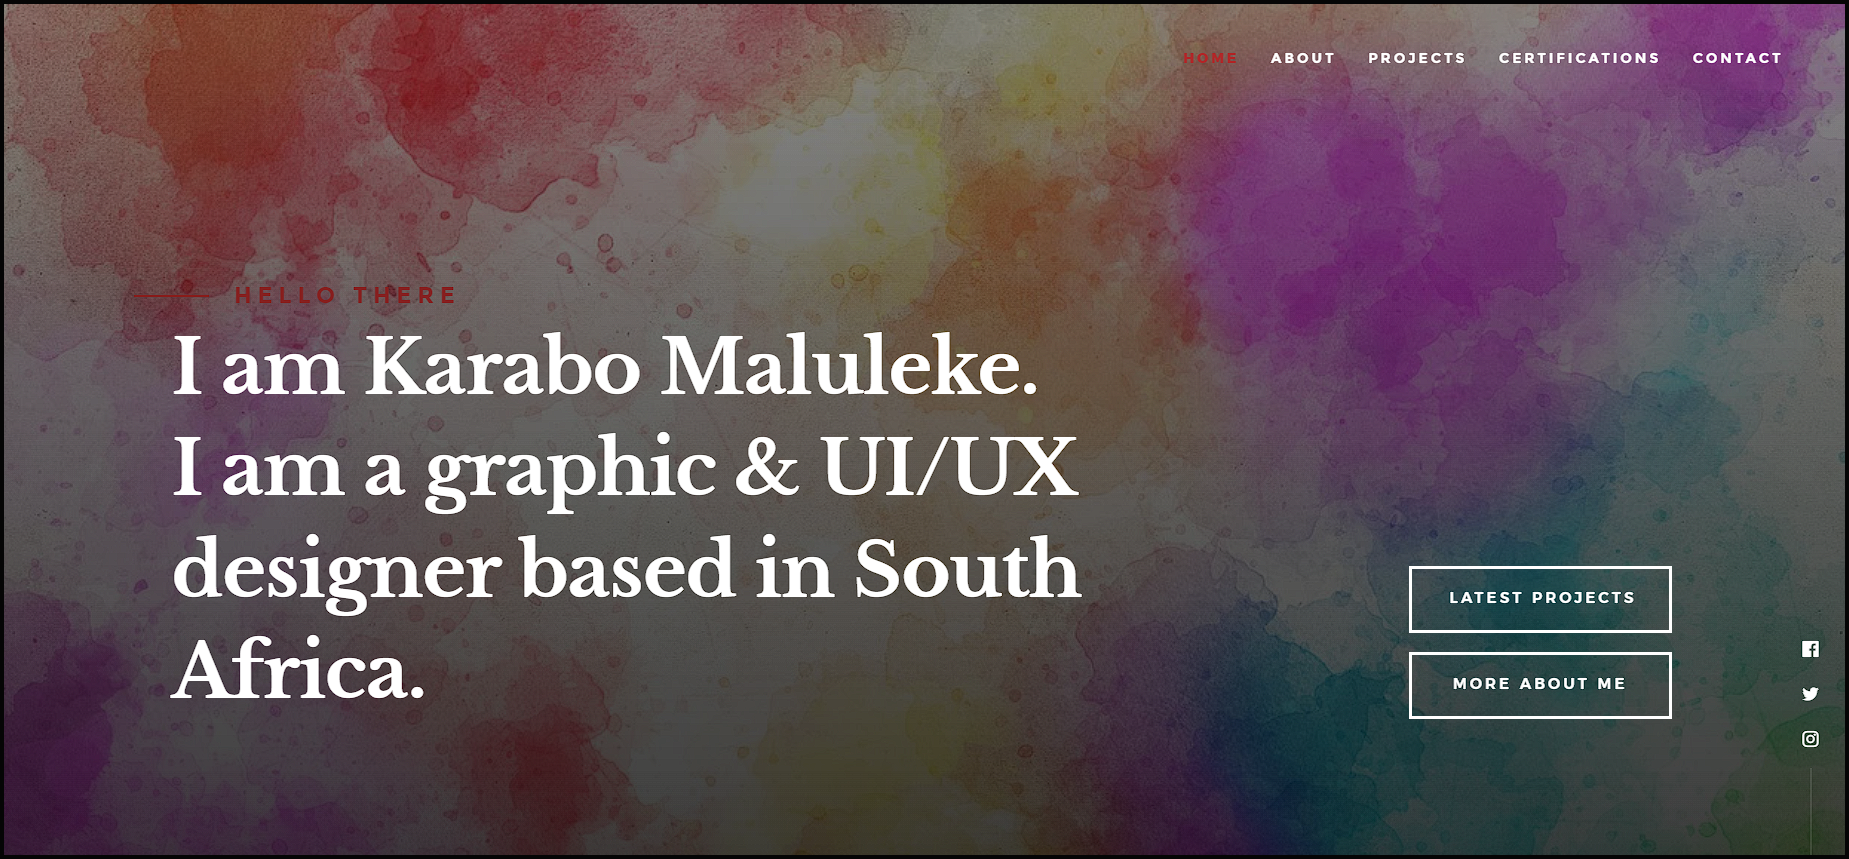 HOME ABOUT PROJECTS CERTIFICATIONS CONTACT
HELLO THERE
I am Karabo Maluleke.
I am a graphic & UI/UX
designer based in South
Africa.
LATEST PROJECTS
MORE ABOUT ME